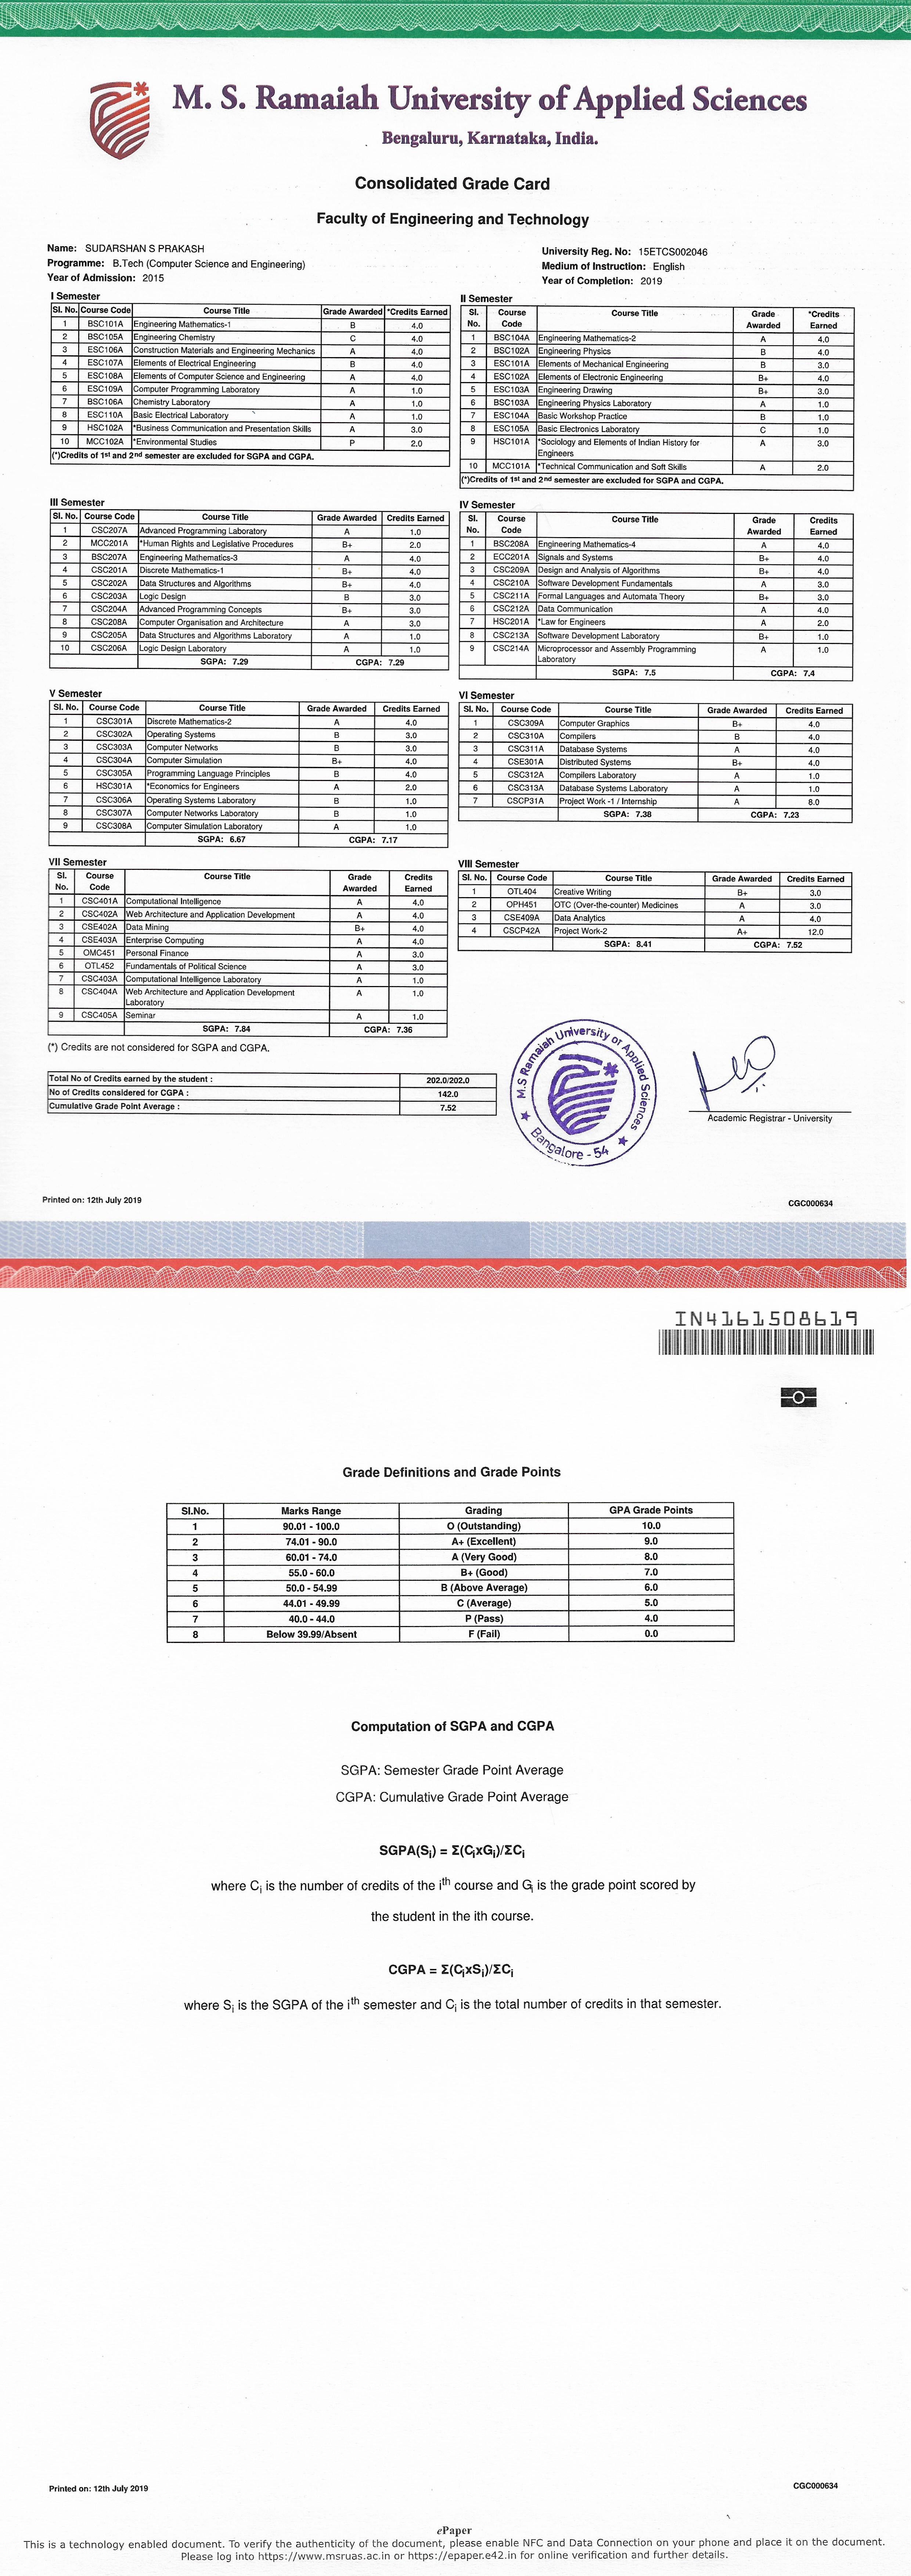 M. S. Ramaiah University of Applied Sciences
Bengaluru, Karnataka, India.
Consolidated Grade Card
Faculty of Engineering and Technology
Name: SUDARSHAN S PRAKASH
Programme: B.Tech (Computer Science and Engineering)
Year of Admission: 2015
University Reg. No: 15ETCS002046
Medium of Instruction: English
Year of Completion: 2019
I Semester
Sl. No. Course Code Course Title Grade Awarded *Credits Earned
1 BSC101A Engineering Mathematics-1 B 4.0
2 BSC105A Engineering Chemistry C 4.0
3 ESC106A Construction Materials and Engineering Mechanics A 4.0
4 ESC107A Elements of Electrical Engineering B 4.0
5 ESC108A Elements of Computer Science and Engineering A 4.0
6 ESC109A Computer Programming Laboratory A 1.0
7 BSC106A Chemistry Laboratory A 1.0
8 ESC110A Basic Electrical Laboratory A 1.0
9 HSC102A *Business Communication and Presentation Skills A 3.0
10 MCC102A *Environmental Studies P 2.0
(*)Credits of 1st and 2nd semester are excluded for SGPA and CGPA.
II Semester
Sl. No. Course Code Course Title Grade Awarded *Credits Earned
1 BSC104A Engineering Mathematics-2 A 4.0
2 BSC102A Engineering Physics B 4.0
3 ESC101A Elements of Mechanical Engineering B 3.0
4 ESC102A Elements of Electronic Engineering B+ 4.0
5 ESC103A Engineering Drawing B+ 3.0
6 BSC103A Engineering Physics Laboratory A 1.0
7 ESC104A Basic Workshop Practice B 1.0
8 ESC105A Basic Electronics Laboratory C 1.0
9 HSC101A *Sociology and Elements of Indian History for A 3.0
Engineers
10 MCC101A *Technical Communication and Soft Skills A 2.0
(*)Credits of 1st and 2nd semester are excluded for SGPA and CGPA.
III Semester
Sl. No. Course Code Course Title Grade Awarded Credits Earned
1 CSC207A Advanced Programming Laboratory A 1.0
2 MCC201A *Human Rights and Legislative Procedures B+ 2.0
3 BSC207A Engineering Mathematics-3 A 4.0
4 CSC201A Discrete Mathematics-1 B+ 4.0
5 CSC202A Data Structures and Algorithms B+ 4.0
6 CSC203A Logic Design B 3.0
7 CSC204A Advanced Programming Concepts B+ 3.0
8 CSC208A Computer Organisation and Architecture A 3.0
9 CSC205A Data Structures and Algorithms Laboratory A 1.0
10 CSC206A Logic Design Laboratory A 1.0
SGPA: 7.29 CGPA: 7.29
IV Semester
Sl. No. Course Code Course Title Grade Awarded Credits Earned
1 BSC208A Engineering Mathematics-4 A 4.0
2 ECC201A Signals and Systems B+ 4.0
3 CSC209A Design and Analysis of Algorithms B+ 4.0
4 CSC210A Software Development Fundamentals A 3.0
5 CSC211A Formal Languages and Automata Theory B+ 3.0
6 CSC212A Data Communication A 4.0
7 HSC201A *Law for Engineers A 2.0
8 CSC213A Software Development Laboratory B+ 1.0
9 CSC214A Microprocessor and Assembly Programming A 1.0
Laboratory
SGPA: 7.5 CGPA: 7.4
V Semester
Sl. No. Course Code Course Title Grade Awarded Credits Earned
1 CSC301A Discrete Mathematics-2 A 4.0
2 CSC302A Operating Systems B 3.0
3 CSC303A Computer Networks B 3.0
4 CSC304A Computer Simulation B+ 4.0
5 CSC305A Programming Language Principles B 4.0
6 HSC301A *Economics for Engineers A 2.0
7 CSC306A Operating Systems Laboratory B 1.0
8 CSC307A Computer Networks Laboratory B 1.0
9 CSC308A Computer Simulation Laboratory A 1.0
SGPA: 6.67 CGPA: 7.17
VI Semester
Sl. No. Course Code Course Title Grade Awarded Credits Earned
1 CSC309A Computer Graphics B+ 4.0
2 CSC310A Compilers B 4.0
3 CSC311A Database Systems A 4.0
4 CSE301A Distributed Systems B+ 4.0
5 CSC312A Compilers Laboratory A 1.0
6 CSC313A Database Systems Laboratory A 1.0
7 CSCP31A Project Work -1 / Internship A 8.0
SGPA: 7.38 CGPA: 7.23
VII Semester
Sl. No. Course Code Course Title Grade Awarded Credits Earned
1 CSC401A Computational Intelligence A 4.0
2 CSC402A Web Architecture and Application Development A 4.0
3 CSE402A Data Mining B+ 4.0
4 CSE403A Enterprise Computing A 4.0
5 OMC451 Personal Finance A 3.0
6 OTL452 Fundamentals of Political Science A 3.0
7 CSC403A Computational Intelligence Laboratory A 1.0
8 CSC404A Web Architecture and Application Development A 1.0
Laboratory
9 CSC405A Seminar A 1.0
SGPA: 7.84 CGPA: 7.36
VIII Semester
Sl. No. Course Code Course Title Grade Awarded Credits Earned
1 OTL404 Creative Writing B+ 3.0
2 OPH451 OTC (Over-the-counter) Medicines A 3.0
3 CSE409A Data Analytics A 4.0
4 CSCP42A Project Work-2 A+ 12.0
SGPA: 8.41 CGPA: 7.52
(*) Credits are not considered for SGPA and CGPA.
Total No of Credits earned by the student : 202.0/202.0
No of Credits considered for CGPA : 142.0
Cumulative Grade Point Average : 7.52
M.S Ramaiah University of Applied Sciences
Bangalore - 54
Academic Registrar - University
Printed on: 12th July 2019
CGC000634
IN4161508619
Grade Definitions and Grade Points
Sl.No. Marks Range Grading GPA Grade Points
1 90.01 - 100.0 O (Outstanding) 10.0
2 74.01 - 90.0 A+ (Excellent) 9.0
3 60.01 - 74.0 A (Very Good) 8.0
4 55.0 - 60.0 B+ (Good) 7.0
5 50.0 - 54.99 B (Above Average) 6.0
6 44.01 - 49.99 C (Average) 5.0
7 40.0 - 44.0 P (Pass) 4.0
8 Below 39.99/Absent F (Fail) 0.0
Computation of SGPA and CGPA
SGPA: Semester Grade Point Average
CGPA: Cumulative Grade Point Average
SGPA(Si) = Σ(CixGi)/ΣCi
where Ci is the number of credits of the ith course and Gi is the grade point scored by
the student in the ith course.
CGPA = Σ(CixSi)/ΣCi
where Si is the SGPA of the ith semester and Ci is the total number of credits in that semester.
Printed on: 12th July 2019
CGC000634
ePaper
This is a technology enabled document. To verify the authenticity of the document, please enable NFC and Data Connection on your phone and place it on the document.
Please log into https://www.msruas.ac.in or https://epaper.e42.in for online verification and further details.